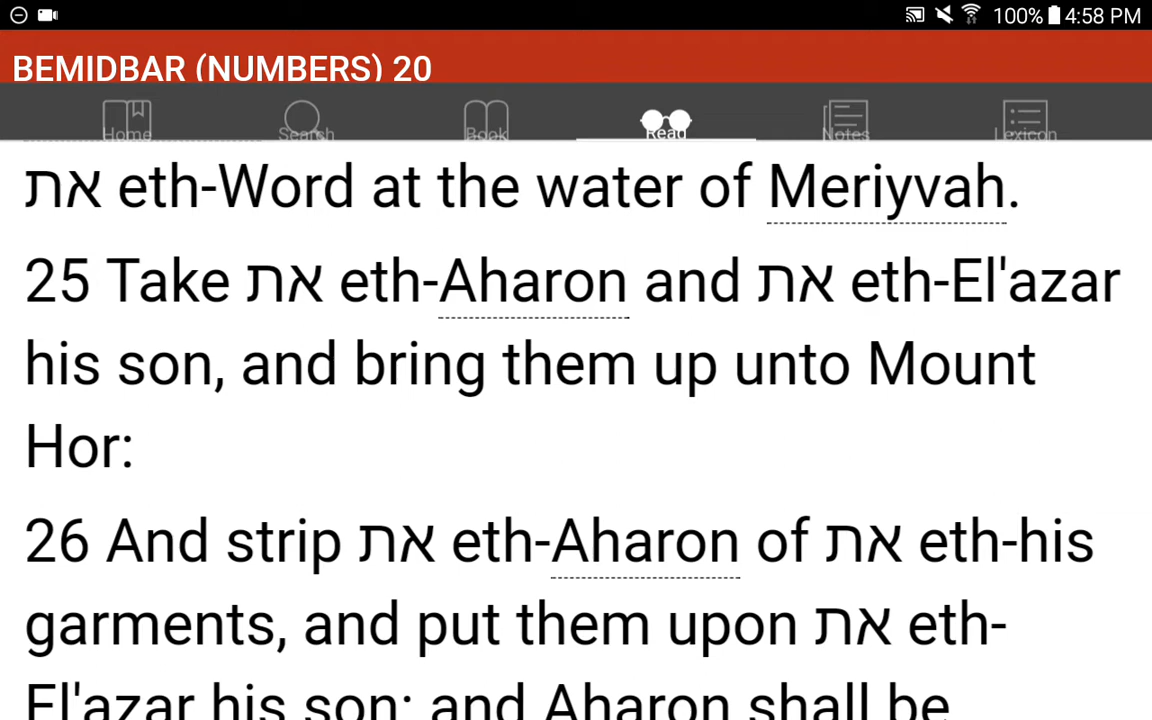 100% 4:58 PM
BEMIDBAR (NUMBERS) 20
Home Search Book Read Notes Lexicon
את eth-Word at the water of Meriyvah.
25 Take את eth-Aharon and את eth-El'azar
his son, and bring them up unto Mount
Hor:
26 And strip את eth-Aharon of את eth-his
garments, and put them upon את eth-
El'azar his son: and Aharon shall be